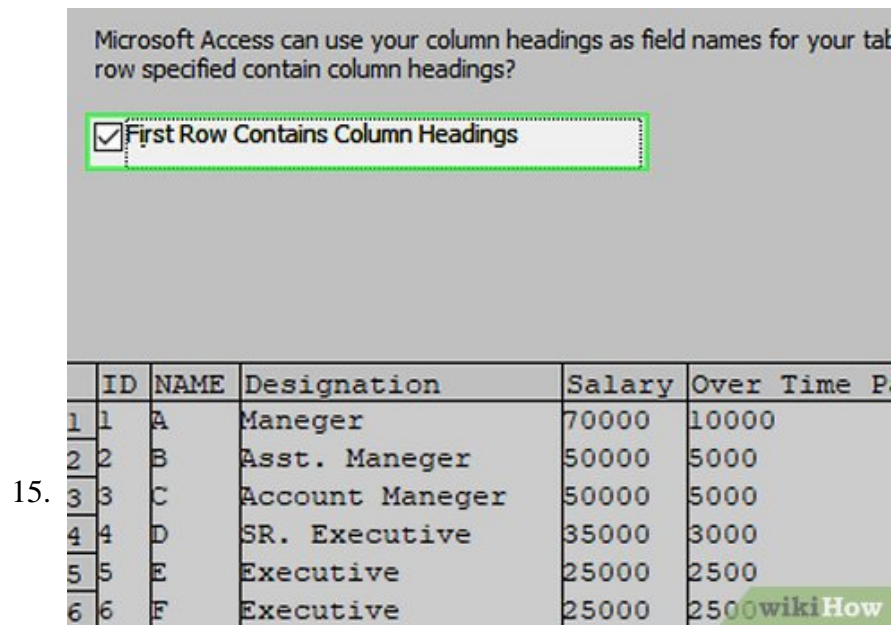 Microsoft Access can use your column headings as field names for your
row specified contain column headings?
First Row Contains Column Headings
ID NAME Designation Salary Over Time
1 1 A Maneger 70000 10000
2 2 B Asst. Maneger 50000 5000
15. 3 3 C Account Maneger 50000 5000
4 4 D SR. Executive 35000 3000
5 5 E Executive 25000 2500
6 6 F Executive 25000 2500 wikiHow